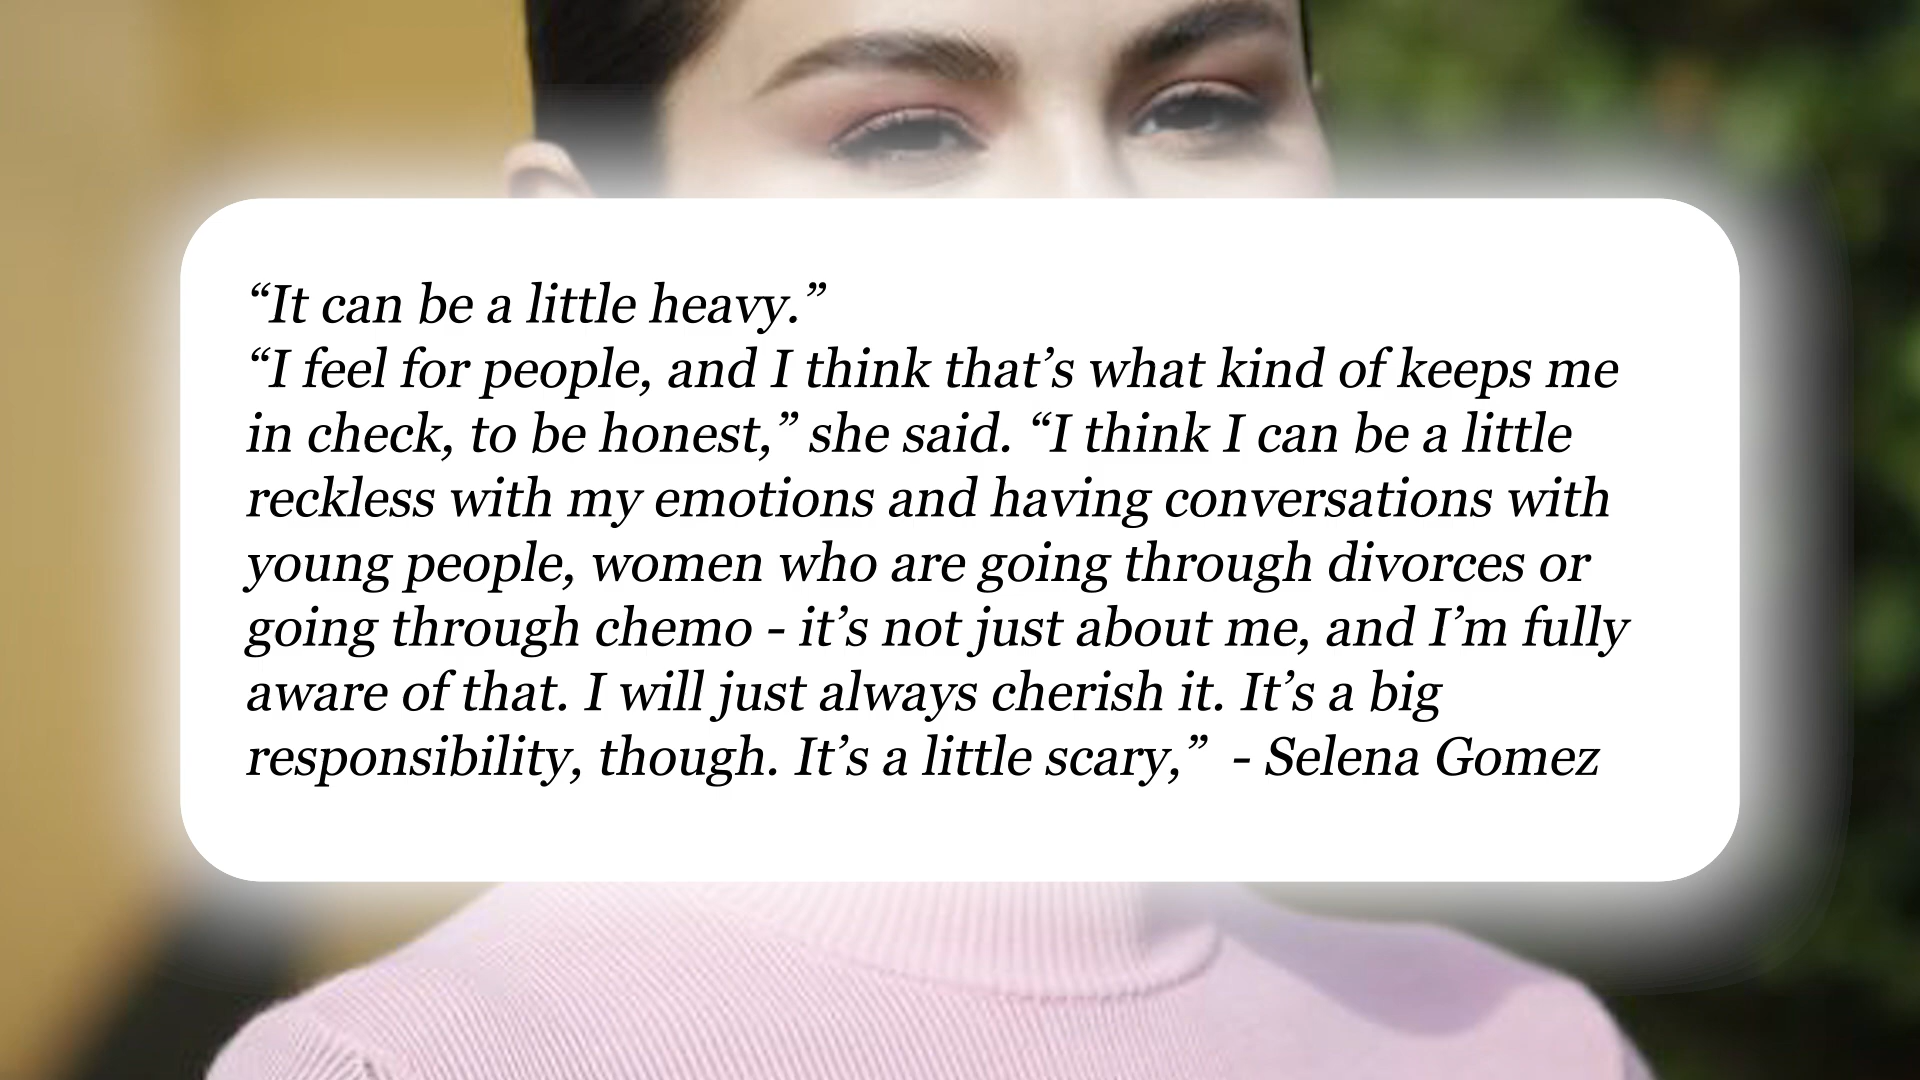 “It can be a little heavy.”
“I feel for people, and I think that’s what kind of keeps me
in check, to be honest,” she said. “I think I can be a little
reckless with my emotions and having conversations with
young people, women who are going through divorces or
going through chemo - it’s not just about me, and I’m fully
aware of that. I will just always cherish it. It’s a big
responsibility, though. It’s a little scary,”  - Selena Gomez